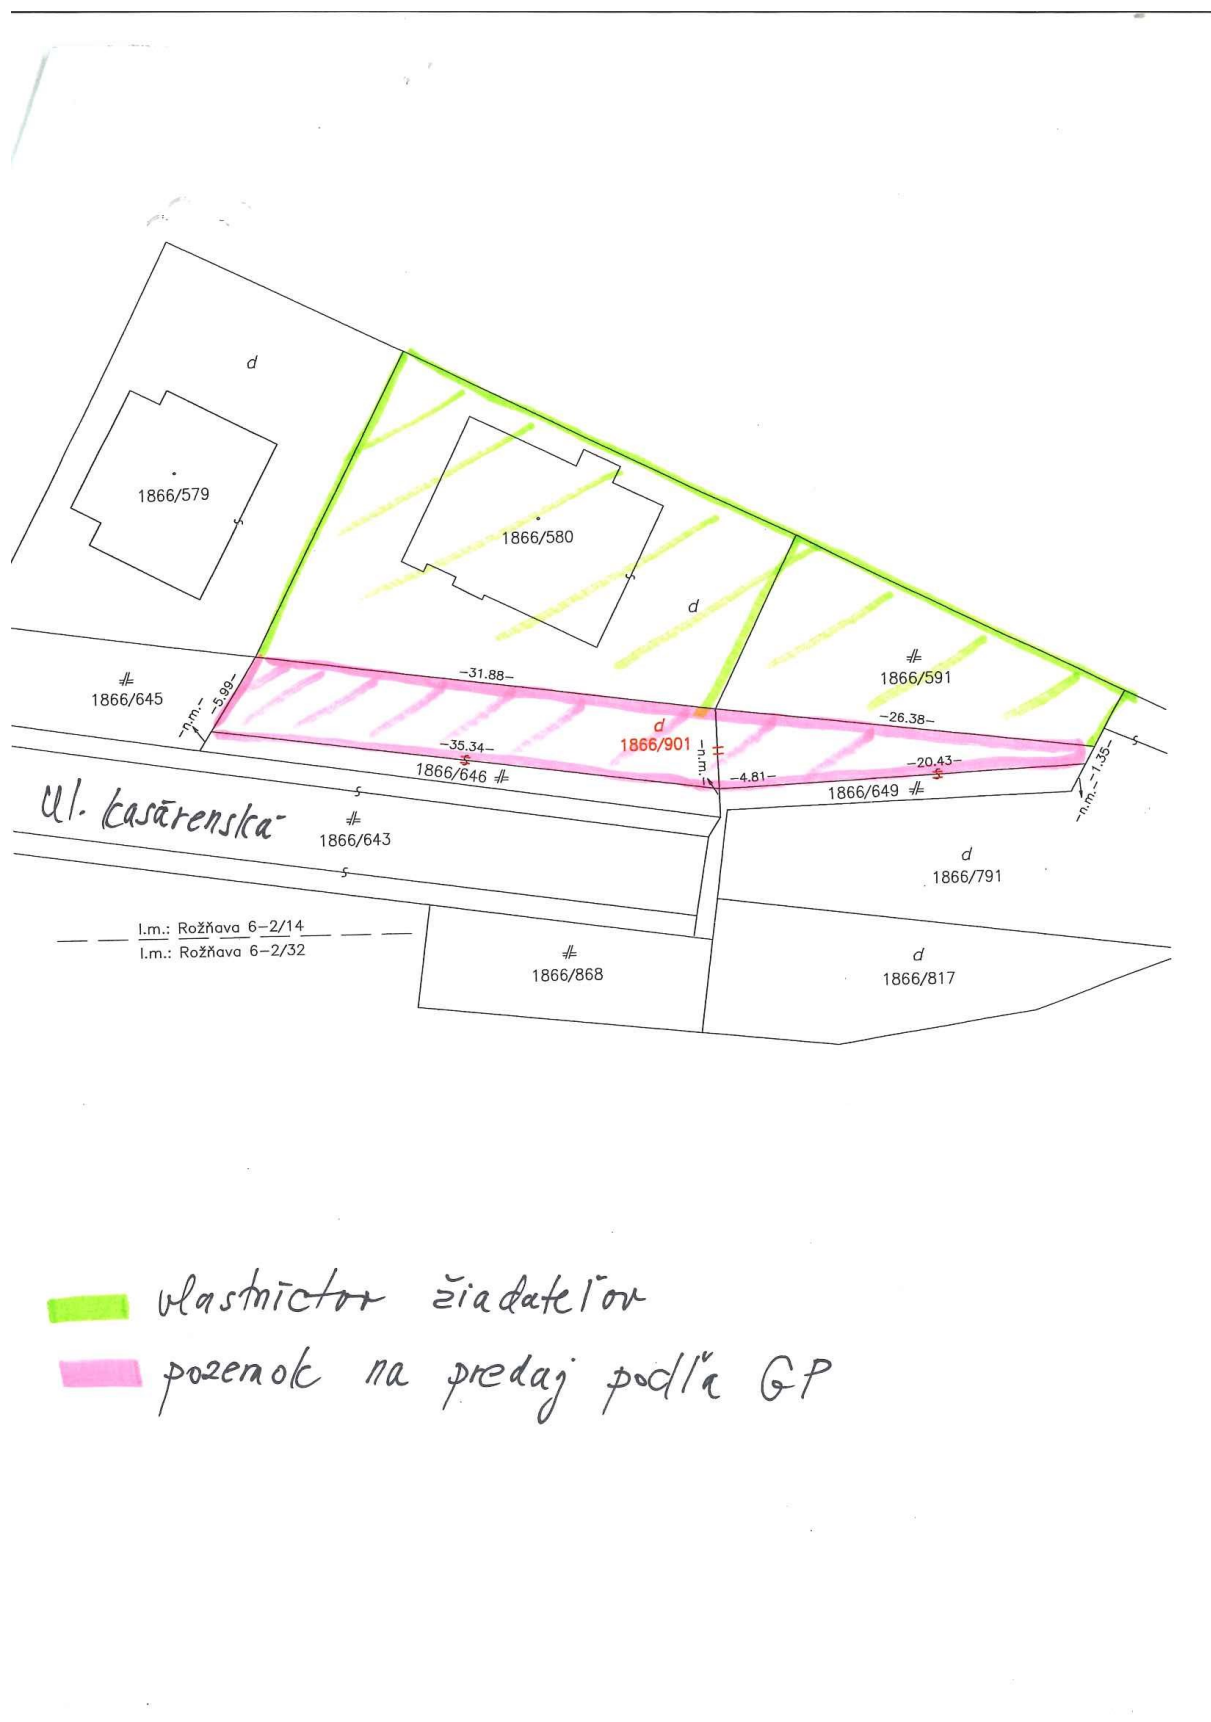 d
1866/579
1866/580
d
1866/591
1866/645
-5.99-
-n.m.-
-31.88-
-26.38-
d
1866/901
-n.m.-
-35.34-
-4.81-
-20.43-
-1.35-
-n.m.-
1866/646
1866/649
Ul. kasárenská
1866/643
d
1866/791
l.m.: Rožňava 6-2/14
l.m.: Rožňava 6-2/32
1866/868
d
1866/817
vlastníctov žiadateľov
pozemok na predaj podľa GP